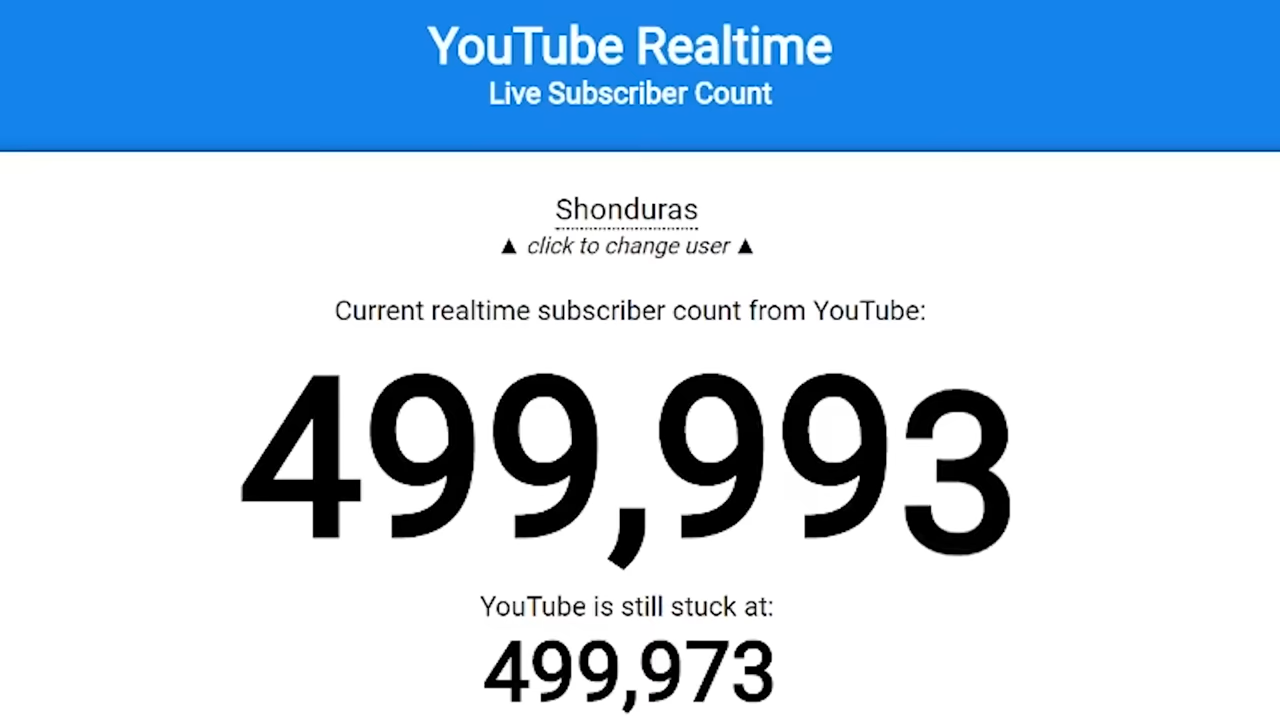 YouTube Realtime
Live Subscriber Count
Shonduras
▲ click to change user ▲
Current realtime subscriber count from YouTube:
499,993
YouTube is still stuck at:
499,973